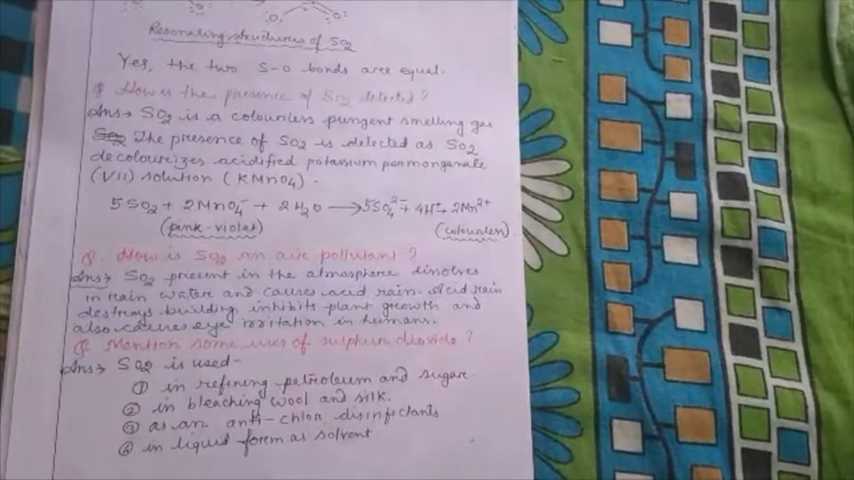 :O: :O:
Resonating structures of SO2
Yes, the two S-O bonds are equal.
Q How is the presence of SO2 detected?
Ans→ SO2 is a colourless pungent smelling gas
The presence of SO2 is detected as SO2
decolourizes acidified potassium permanganate
(VII) solution (KMnO4).
5SO2 + 2MnO4⁻ + 2H2O → 5SO4²⁻ + 4H⁺ + 2Mn²⁺
(pink-violet) (colourless)
Q. How is SO2 an air pollutant?
Ans→ SO2 present in the atmosphere dissolves
in rain water and causes acid rain. Acid rain
destroys building inhibits plant growth and
also causes eye irritation in humans.
Q Mention some uses of sulphur dioxide?
Ans→ SO2 is used-
① in refining petroleum and sugar.
② in bleaching wool and silk.
③ as an anti-chlor disinfectants
④ in liquid form as solvent.